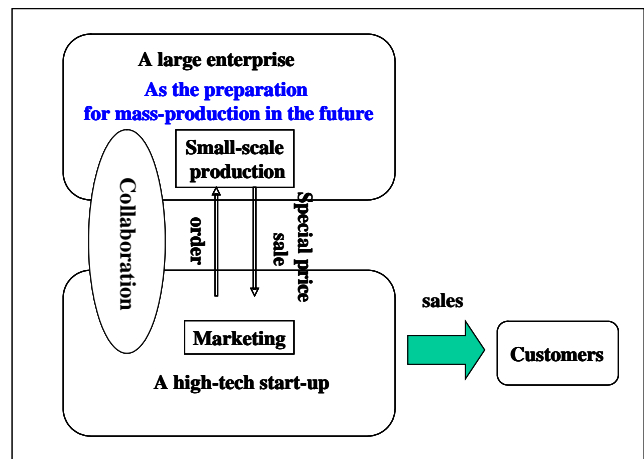 A large enterprise
As the preparation
for mass-production in the future
Small-scale
production
Collaboration
order
Special price
sale
Marketing
A high-tech start-up
sales
Customers